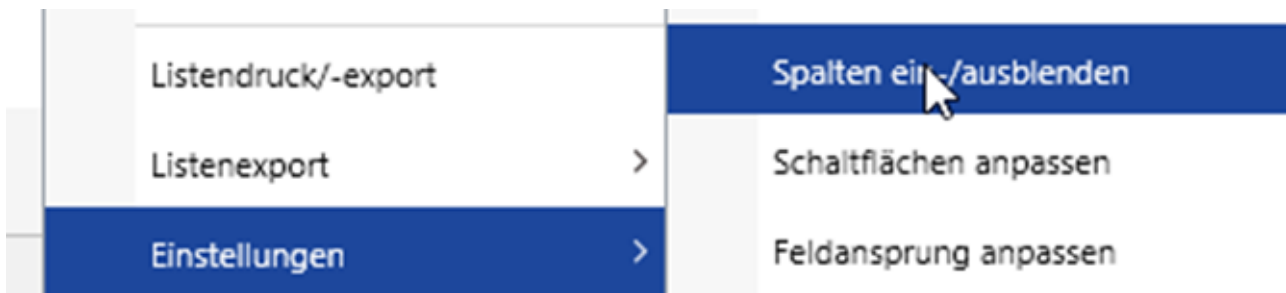 Listendruck/-export
Listenexport
Einstellungen
Spalten ein-/ausblenden
Schaltflächen anpassen
Feldansprung anpassen